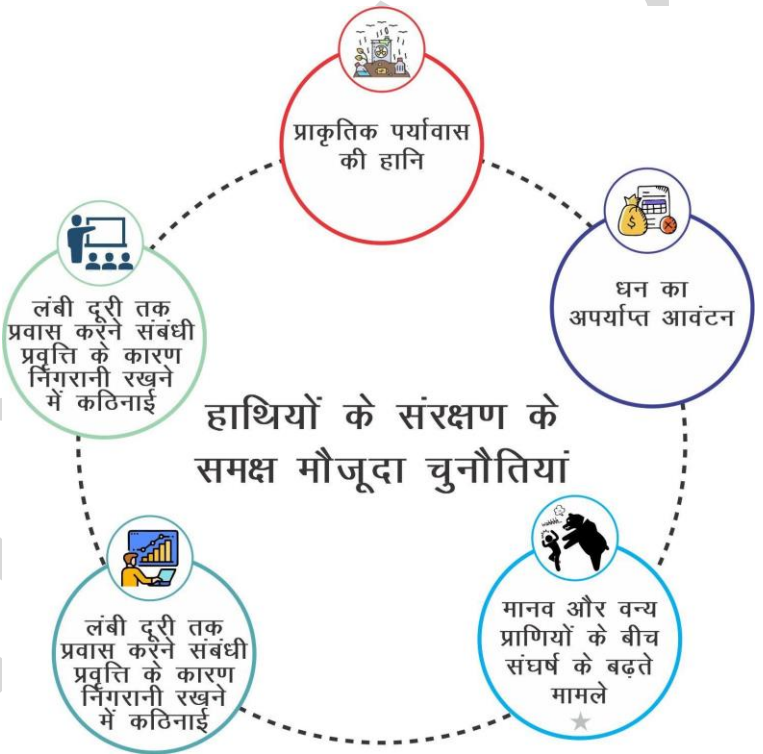 प्राकृतिक पर्यावास
की हानि
धन का
अपर्याप्त आवंटन
लंबी दूरी तक
प्रवास करने संबंधी
प्रवृत्ति के कारण
निगरानी रखने
में कठिनाई
हाथियों के संरक्षण के
समक्ष मौजूदा चुनौतियां
मानव और वन्य
प्राणियों के बीच
संघर्ष के बढ़ते
मामले
लंबी दूरी तक
प्रवास करने संबंधी
प्रवृत्ति के कारण
निगरानी रखने
में कठिनाई